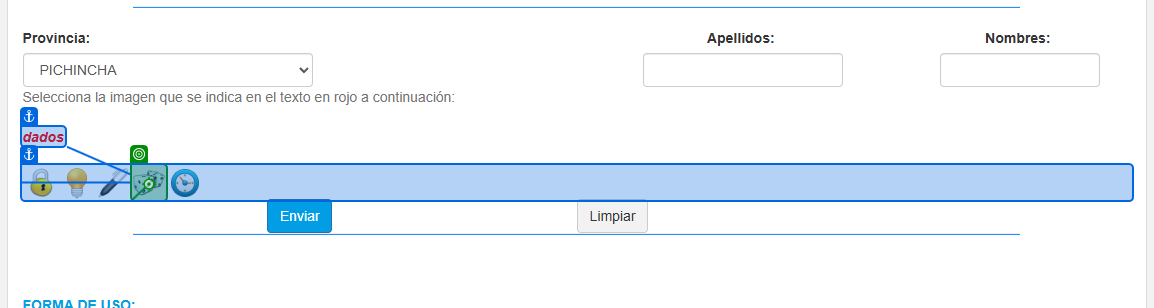 Provincia: Apellidos: Nombres:
PICHINCHA
Selecciona la imagen que se indica en el texto en rojo a continuación:
dados
Enviar Limpiar
FORMA DE USO: